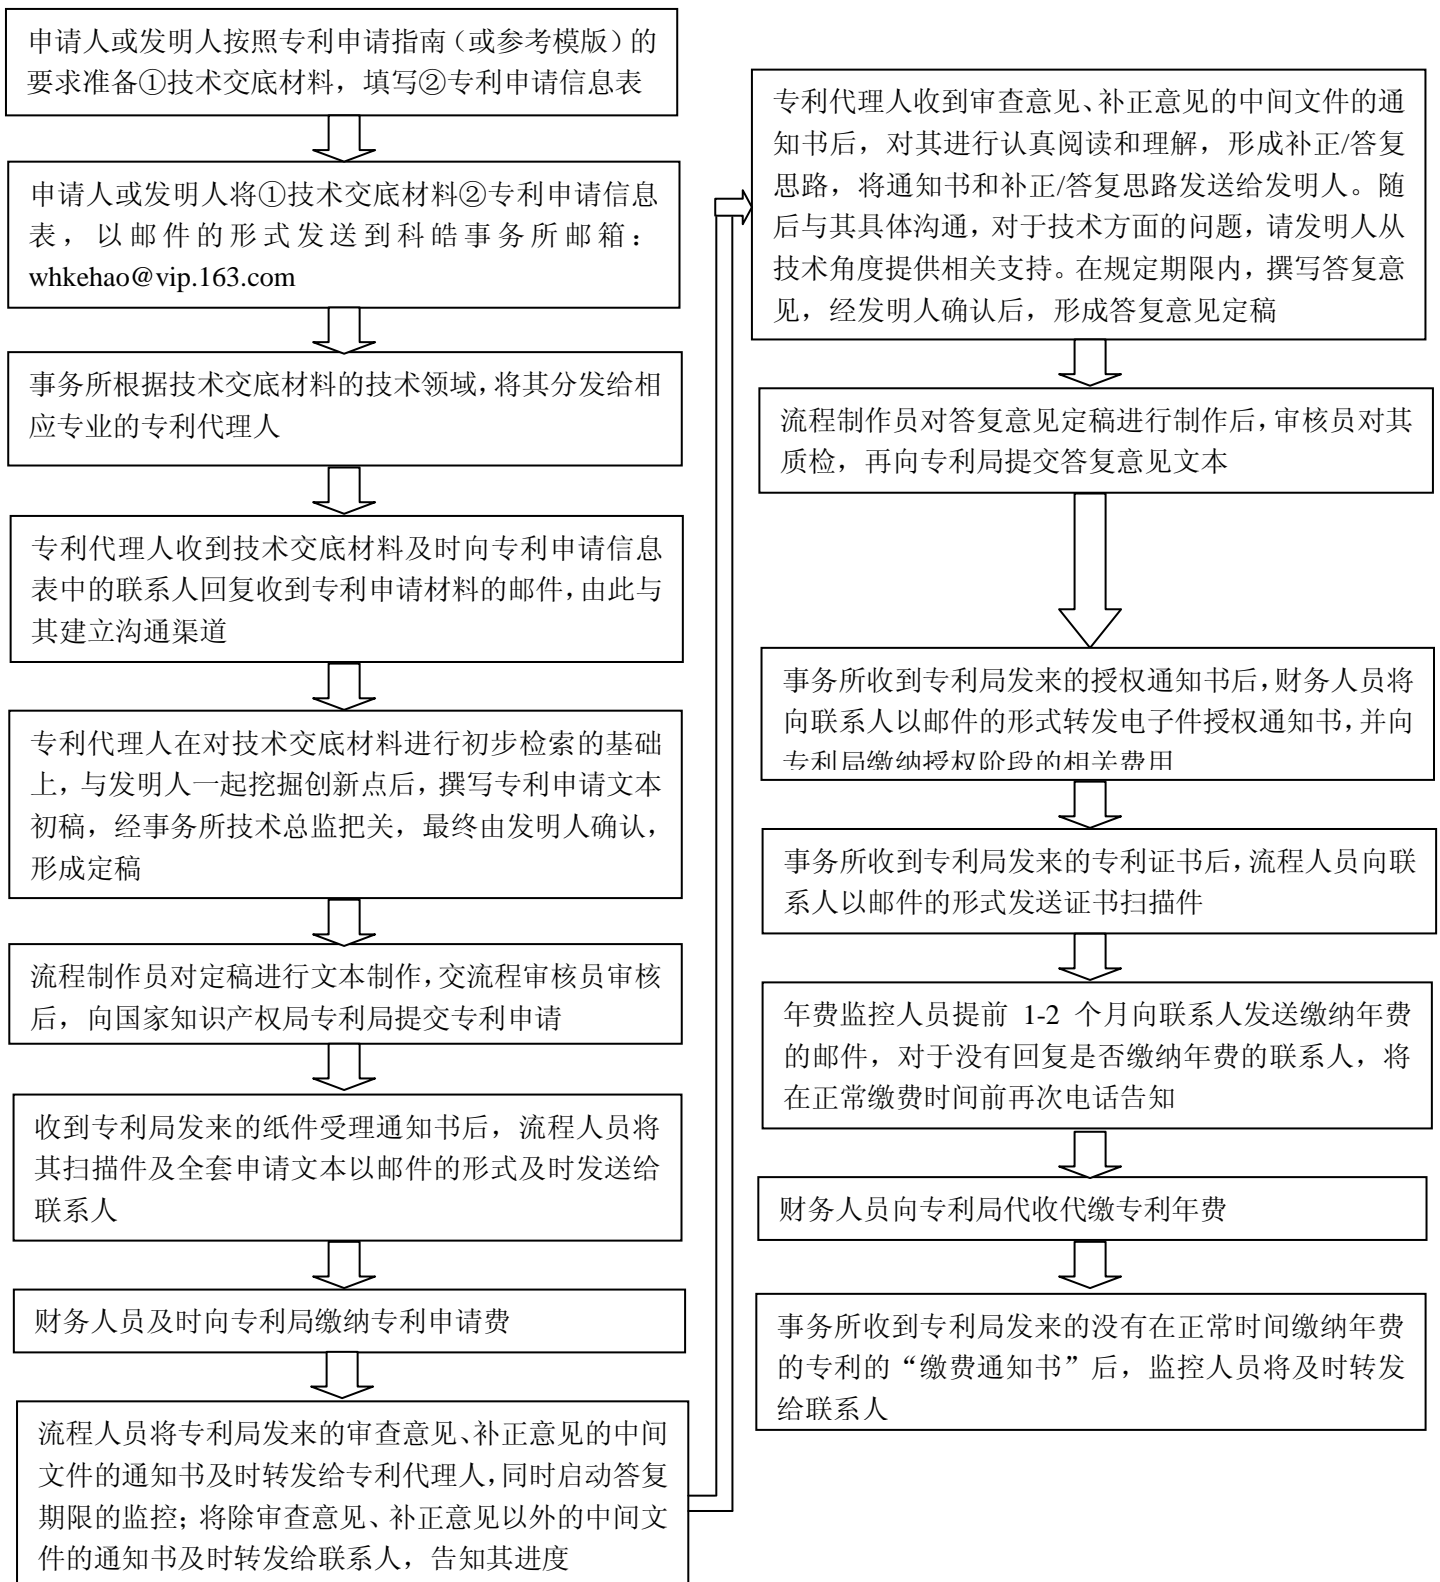 申请人或发明人按照专利申请指南（或参考模版）的
要求准备①技术交底材料，填写②专利申请信息表
申请人或发明人将①技术交底材料②专利申请信息
表，以邮件的形式发送到科皓事务所邮箱：
whkehao@vip.163.com
事务所根据技术交底材料的技术领域，将其分发给相
应专业的专利代理人
专利代理人收到技术交底材料及时向专利申请信息
表中的联系人回复收到专利申请材料的邮件，由此与
其建立沟通渠道
专利代理人在对技术交底材料进行初步检索的基础
上，与发明人一起挖掘创新点后，撰写专利申请文本
初稿，经事务所技术总监把关，最终由发明人确认，
形成定稿
流程制作员对定稿进行文本制作，交流程审核员审核
后，向国家知识产权局专利局提交专利申请
收到专利局发来的纸件受理通知书后，流程人员将
其扫描件及全套申请文本以邮件的形式及时发送给
联系人
财务人员及时向专利局缴纳专利申请费
流程人员将专利局发来的审查意见、补正意见的中间
文件的通知书及时转发给专利代理人，同时启动答复
期限的监控；将除审查意见、补正意见以外的中间文
件的通知书及时转发给联系人，告知其进度
专利代理人收到审查意见、补正意见的中间文件的通
知书后，对其进行认真阅读和理解，形成补正/答复
思路，将通知书和补正/答复思路发送给发明人。随
后与其具体沟通，对于技术方面的问题，请发明人从
技术角度提供相关支持。在规定期限内，撰写答复意
见，经发明人确认后，形成答复意见定稿
流程制作员对答复意见定稿进行制作后，审核员对其
质检，再向专利局提交答复意见文本
事务所收到专利局发来的授权通知书后，财务人员将
向联系人以邮件的形式转发电子件授权通知书，并向
专利局缴纳授权阶段的相关费用
事务所收到专利局发来的专利证书后，流程人员向联
系人以邮件的形式发送证书扫描件
年费监控人员提前 1-2 个月向联系人发送缴纳年费
的邮件，对于没有回复是否缴纳年费的联系人，将
在正常缴费时间前再次电话告知
财务人员向专利局代收代缴专利年费
事务所收到专利局发来的没有在正常时间缴纳年费
的专利的“缴费通知书”后，监控人员将及时转发
给联系人